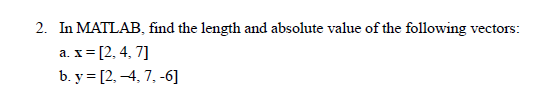 2. In MATLAB, find the length and absolute value of the following vectors:
a. x = [2, 4, 7]
b. y = [2, –4, 7, -6]